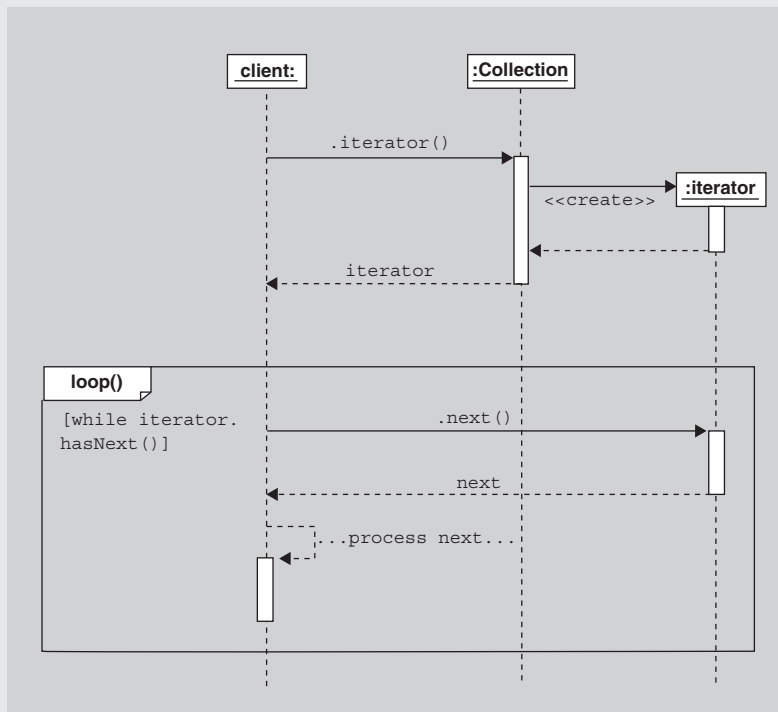 client:
:Collection
.iterator()
:iterator
<<create>>
iterator
loop()
[while iterator.
hasNext()]
.next()
next
...process next...